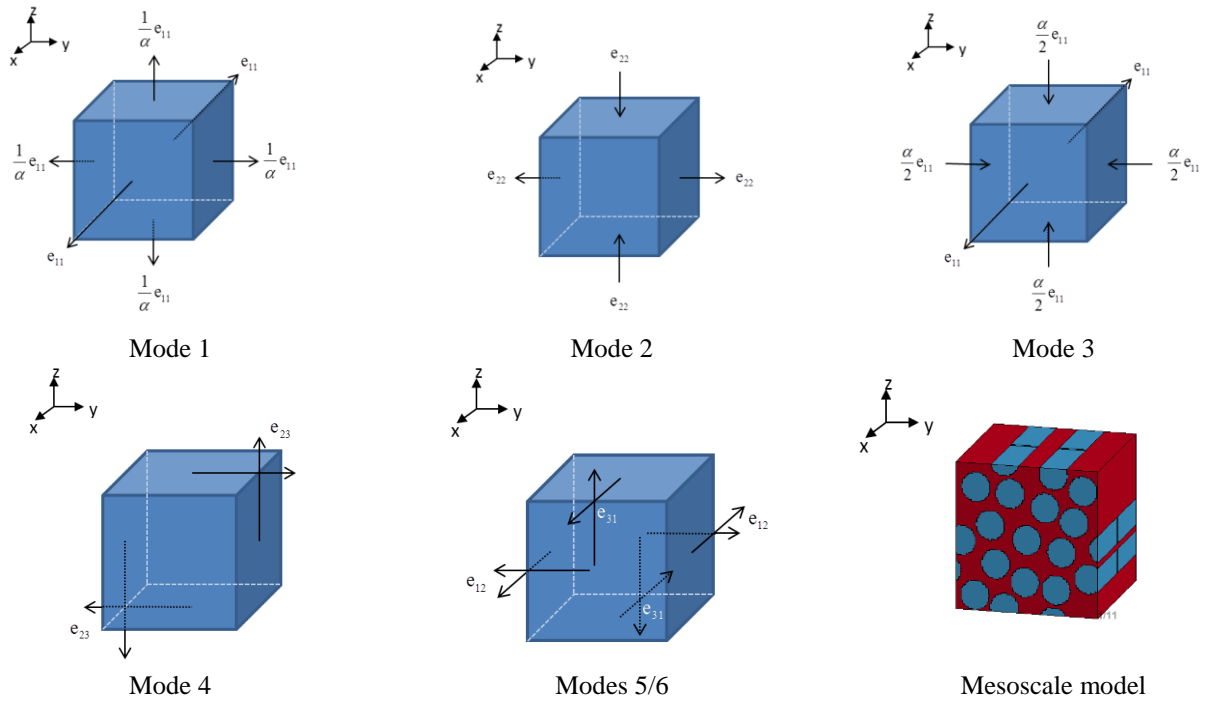 z
y
x
1/α e₁₁
e₁₁
1/α e₁₁
1/α e₁₁
e₁₁
1/α e₁₁
Mode 1
z
y
x
e₂₂
e₂₂
e₂₂
e₂₂
Mode 2
z
y
x
α/2 e₁₁
e₁₁
α/2 e₁₁
α/2 e₁₁
e₁₁
α/2 e₁₁
Mode 3
z
y
x
e₂₃
e₂₃
Mode 4
z
y
x
e₃₁
e₁₂
e₁₂
e₃₁
Modes 5/6
z
y
x
/11
Mesoscale model